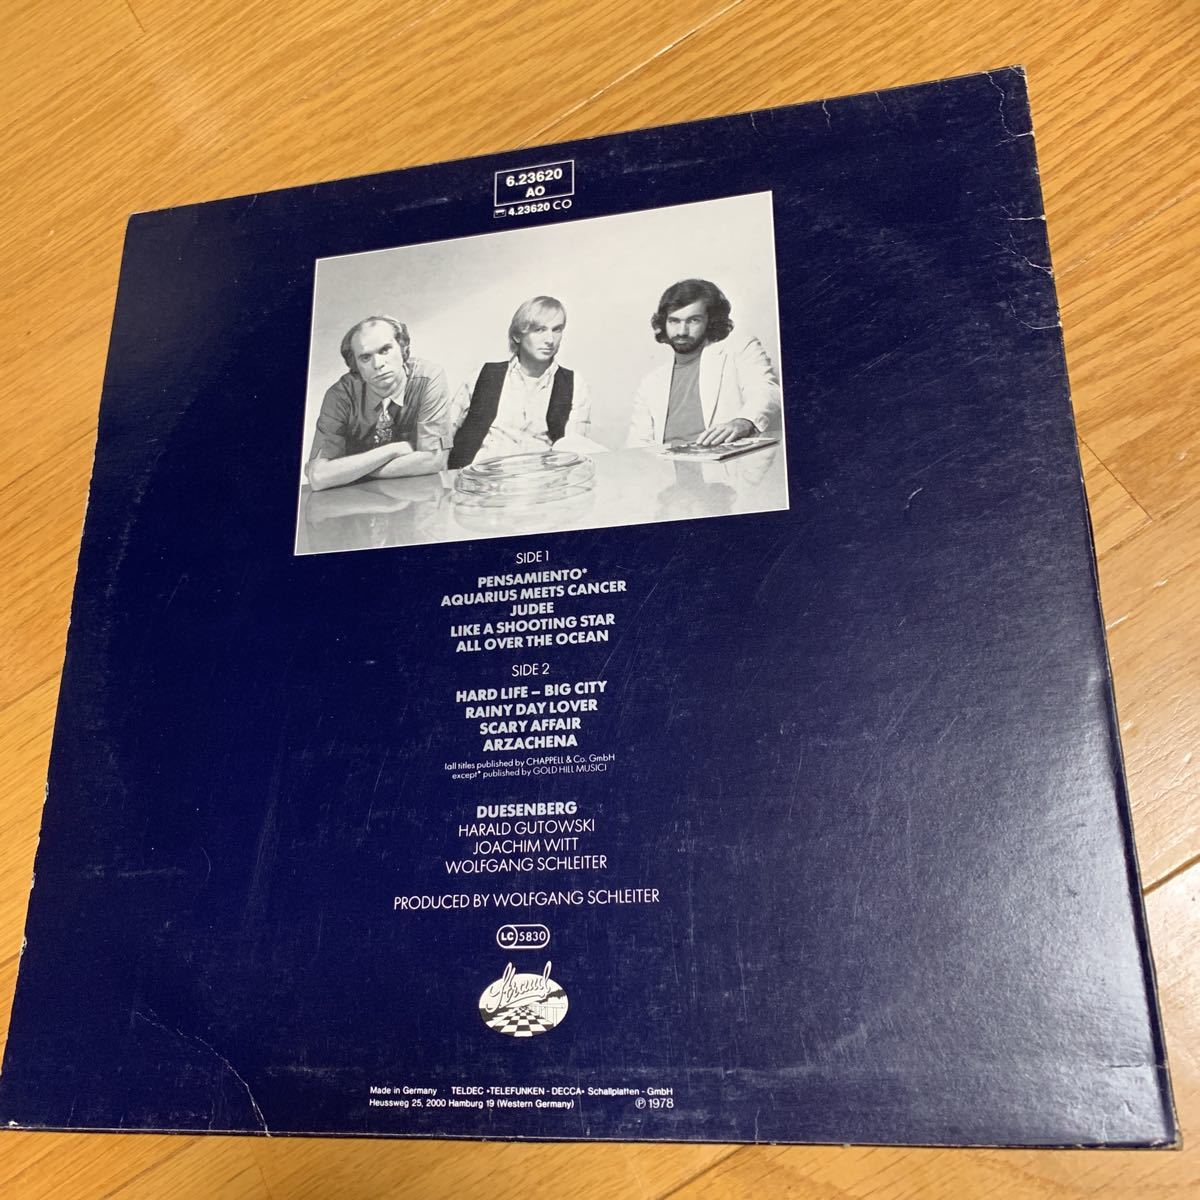 6.23620
AO
4.23620 CO
SIDE 1
PENSAMIENTO*
AQUARIUS MEETS CANCER
JUDEE
LIKE A SHOOTING STAR
ALL OVER THE OCEAN
SIDE 2
HARD LIFE – BIG CITY
RAINY DAY LOVER
SCARY AFFAIR
ARZACHENA
(all titles published by CHAPPELL & Co. GmbH
except* published by GOLD HILL MUSIC)
DUESENBERG
HARALD GUTOWSKI
JOACHIM WITT
WOLFGANG SCHLEITER
PRODUCED BY WOLFGANG SCHLEITER
LC 5830
Strand
Made in Germany · TELDEC »TELEFUNKEN - DECCA« Schallplatten - GmbH
Heussweg 25, 2000 Hamburg 19 (Western Germany) ℗ 1978